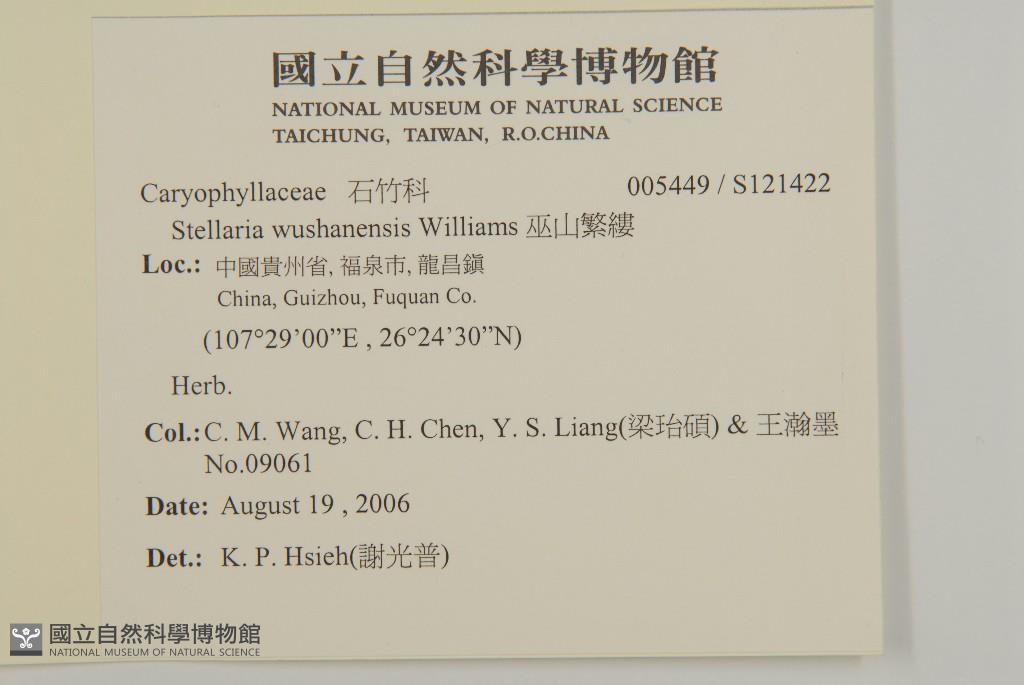 國立自然科學博物館
NATIONAL MUSEUM OF NATURAL SCIENCE
TAICHUNG, TAIWAN, R.O.CHINA
Caryophyllaceae 石竹科 005449 / S121422
Stellaria wushanensis Williams 巫山繁縷
Loc.: 中國貴州省, 福泉市, 龍昌鎮
China, Guizhou, Fuquan Co.
(107°29’00”E , 26°24’30”N)
Herb.
Col.: C. M. Wang, C. H. Chen, Y. S. Liang(梁珆碩) & 王瀚墨
No.09061
Date: August 19 , 2006
Det.: K. P. Hsieh(謝光普)
國立自然科學博物館
NATIONAL MUSEUM OF NATURAL SCIENCE